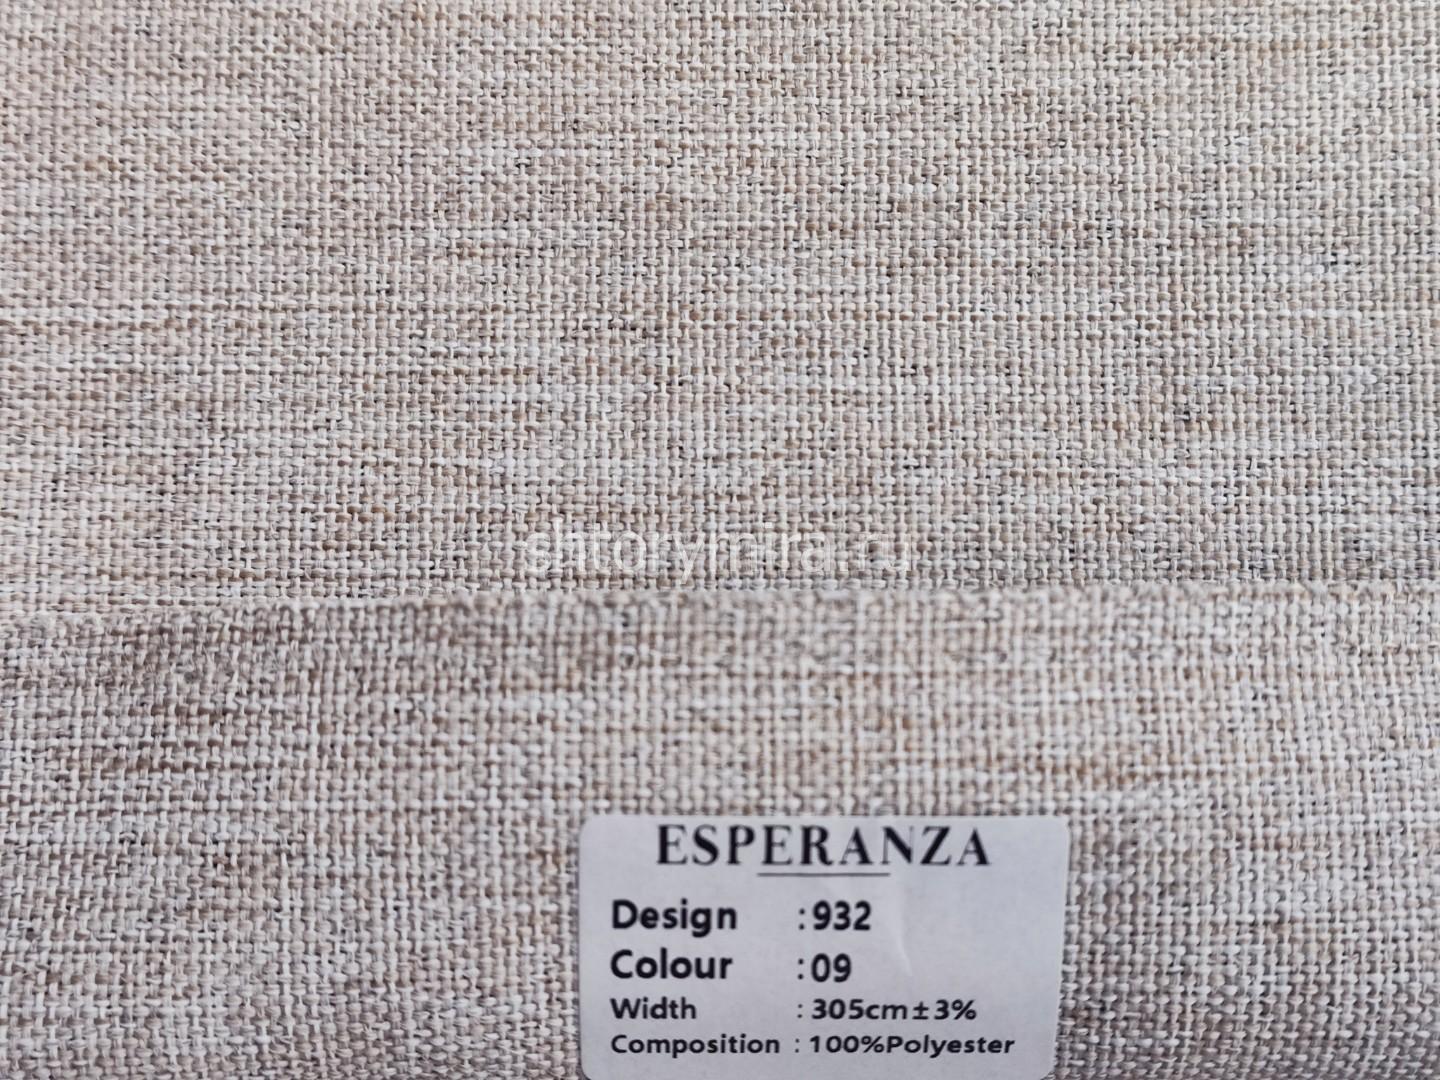 shtorymira.ru
ESPERANZA
Design :932
Colour :09
Width : 305cm±3%
Composition : 100%Polyester